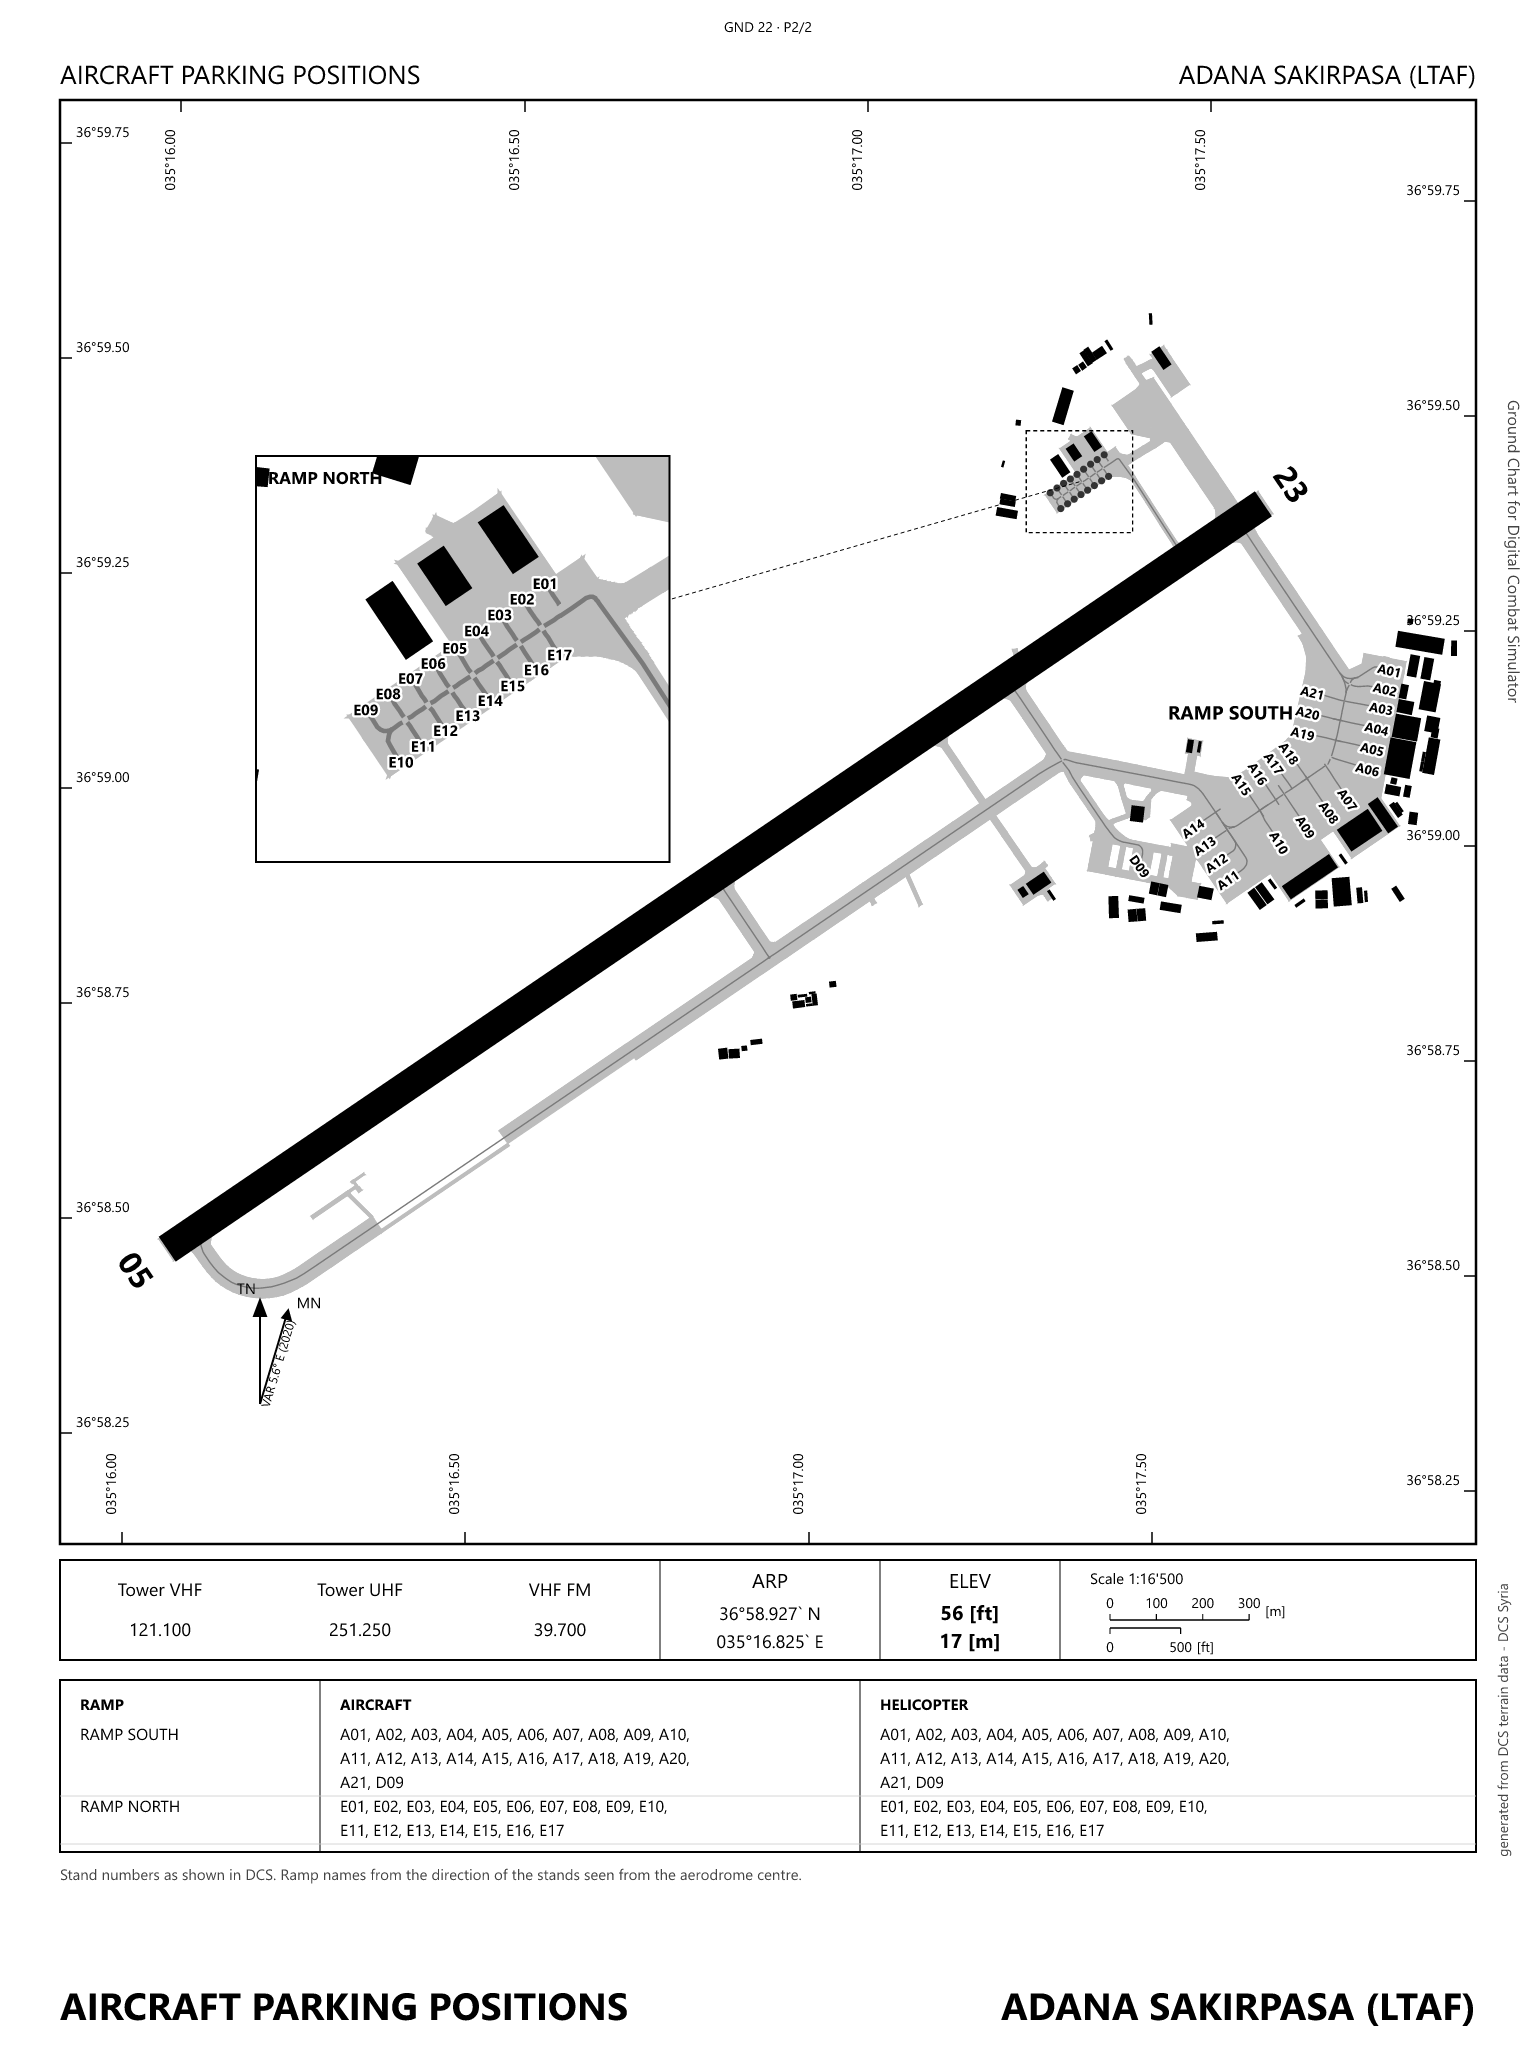 GND 22 · P2/2
AIRCRAFT PARKING POSITIONS
ADANA SAKIRPASA (LTAF)
035°16.00
035°16.50
035°17.00
035°17.50
36°59.75
36°59.75
36°59.50
36°59.50
36°59.25
36°59.25
36°59.00
36°59.00
36°58.75
36°58.75
36°58.50
36°58.50
36°58.25
36°58.25
RAMP NORTH
E01
E02
E03
E04
E05
E06
E07
E08
E09
E10
E11
E12
E13
E14
E15
E16
E17
23
RAMP SOUTH
A01
A02
A03
A04
A05
A06
A07
A08
A09
A10
A11
A12
A13
A14
A15
A16
A17
A18
A19
A20
A21
D09
05
TN
MN
VAR 5.6° E (2020)
035°16.00
035°16.50
035°17.00
035°17.50
Ground Chart for Digital Combat Simulator
Tower VHF
121.100
Tower UHF
251.250
VHF FM
39.700
ARP
36°58.927` N
035°16.825` E
ELEV
56 [ft]
17 [m]
Scale 1:16'500
0 100 200 300 [m]
0 500 [ft]
generated from DCS terrain data - DCS Syria
RAMP AIRCRAFT HELICOPTER
RAMP SOUTH
A01, A02, A03, A04, A05, A06, A07, A08, A09, A10,
A11, A12, A13, A14, A15, A16, A17, A18, A19, A20,
A21, D09
A01, A02, A03, A04, A05, A06, A07, A08, A09, A10,
A11, A12, A13, A14, A15, A16, A17, A18, A19, A20,
A21, D09
RAMP NORTH
E01, E02, E03, E04, E05, E06, E07, E08, E09, E10,
E11, E12, E13, E14, E15, E16, E17
E01, E02, E03, E04, E05, E06, E07, E08, E09, E10,
E11, E12, E13, E14, E15, E16, E17
Stand numbers as shown in DCS. Ramp names from the direction of the stands seen from the aerodrome centre.
AIRCRAFT PARKING POSITIONS
ADANA SAKIRPASA (LTAF)